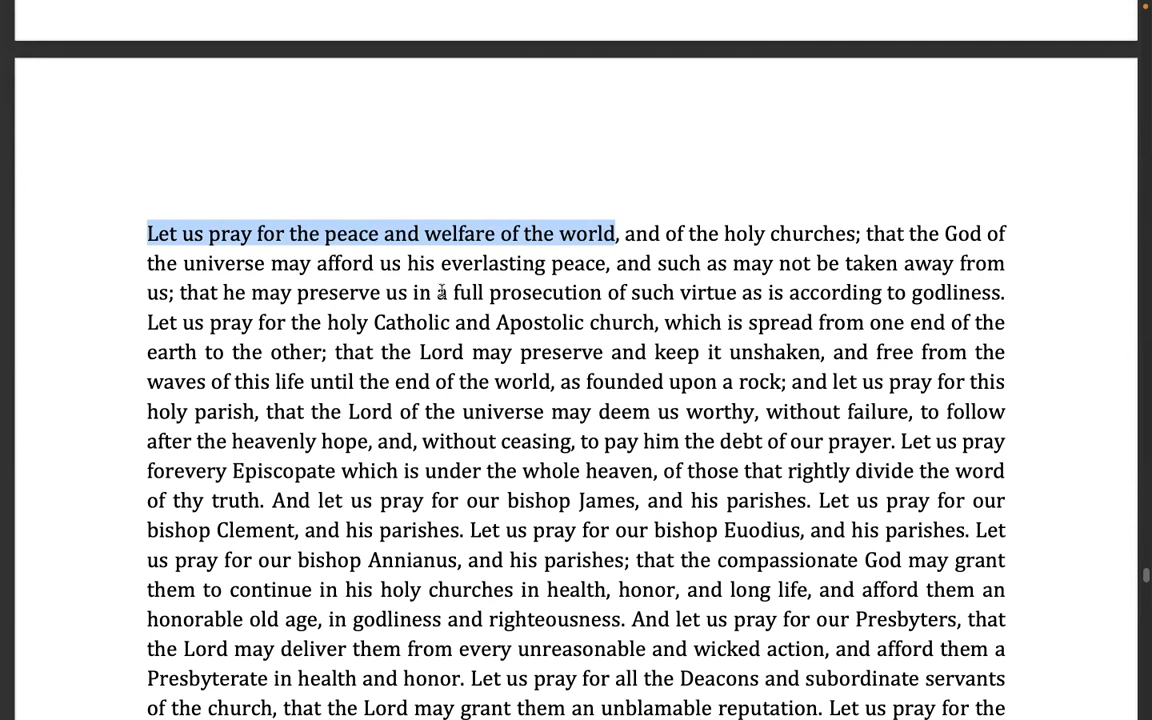 Let us pray for the peace and welfare of the world, and of the holy churches; that the God of
the universe may afford us his everlasting peace, and such as may not be taken away from
us; that he may preserve us in a full prosecution of such virtue as is according to godliness.
Let us pray for the holy Catholic and Apostolic church, which is spread from one end of the
earth to the other; that the Lord may preserve and keep it unshaken, and free from the
waves of this life until the end of the world, as founded upon a rock; and let us pray for this
holy parish, that the Lord of the universe may deem us worthy, without failure, to follow
after the heavenly hope, and, without ceasing, to pay him the debt of our prayer. Let us pray
forevery Episcopate which is under the whole heaven, of those that rightly divide the word
of thy truth. And let us pray for our bishop James, and his parishes. Let us pray for our
bishop Clement, and his parishes. Let us pray for our bishop Euodius, and his parishes. Let
us pray for our bishop Annianus, and his parishes; that the compassionate God may grant
them to continue in his holy churches in health, honor, and long life, and afford them an
honorable old age, in godliness and righteousness. And let us pray for our Presbyters, that
the Lord may deliver them from every unreasonable and wicked action, and afford them a
Presbyterate in health and honor. Let us pray for all the Deacons and subordinate servants
of the church, that the Lord may grant them an unblamable reputation. Let us pray for the